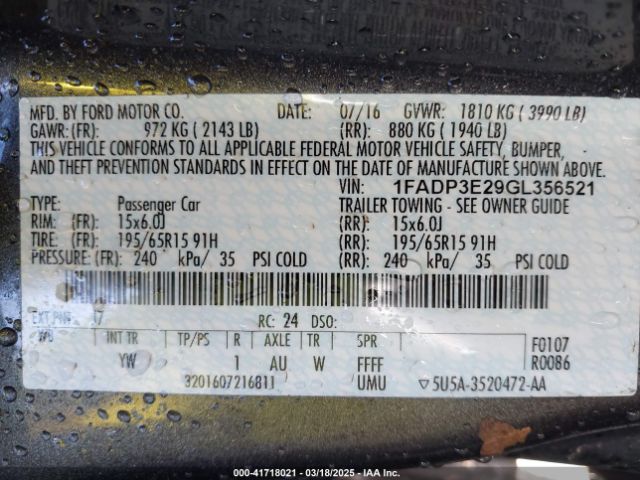 MFD. BY FORD MOTOR CO. DATE: 07/16 GVWR: 1810 KG ( 3990 LB)
GAWR: (FR): 972 KG ( 2143 LB) (RR): 880 KG ( 1940 LB)
THIS VEHICLE CONFORMS TO ALL APPLICABLE FEDERAL MOTOR VEHICLE SAFETY, BUMPER,
AND THEFT PREVENTION STANDARDS IN EFFECT ON THE DATE OF MANUFACTURE SHOWN ABOVE.
VIN: 1FADP3E29GL356521
TYPE: Passenger Car TRAILER TOWING - SEE OWNER GUIDE
RIM: (FR): 15x6.0J (RR): 15x6.0J
TIRE: (FR): 195/65R15 91H (RR): 195/65R15 91H
PRESSURE: (FR): 240 kPa/ 35 PSI COLD (RR): 240 kPa/ 35 PSI COLD
EXT PNT: RC: 24 DSO:
WB INT TR TP/PS R AXLE TR SPR F0107
YW 1 AU W FFFF R0086
3201607216811 UMU ▽5U5A-3520472-AA
000-41718021 — 03/18/2025 — IAA Inc.